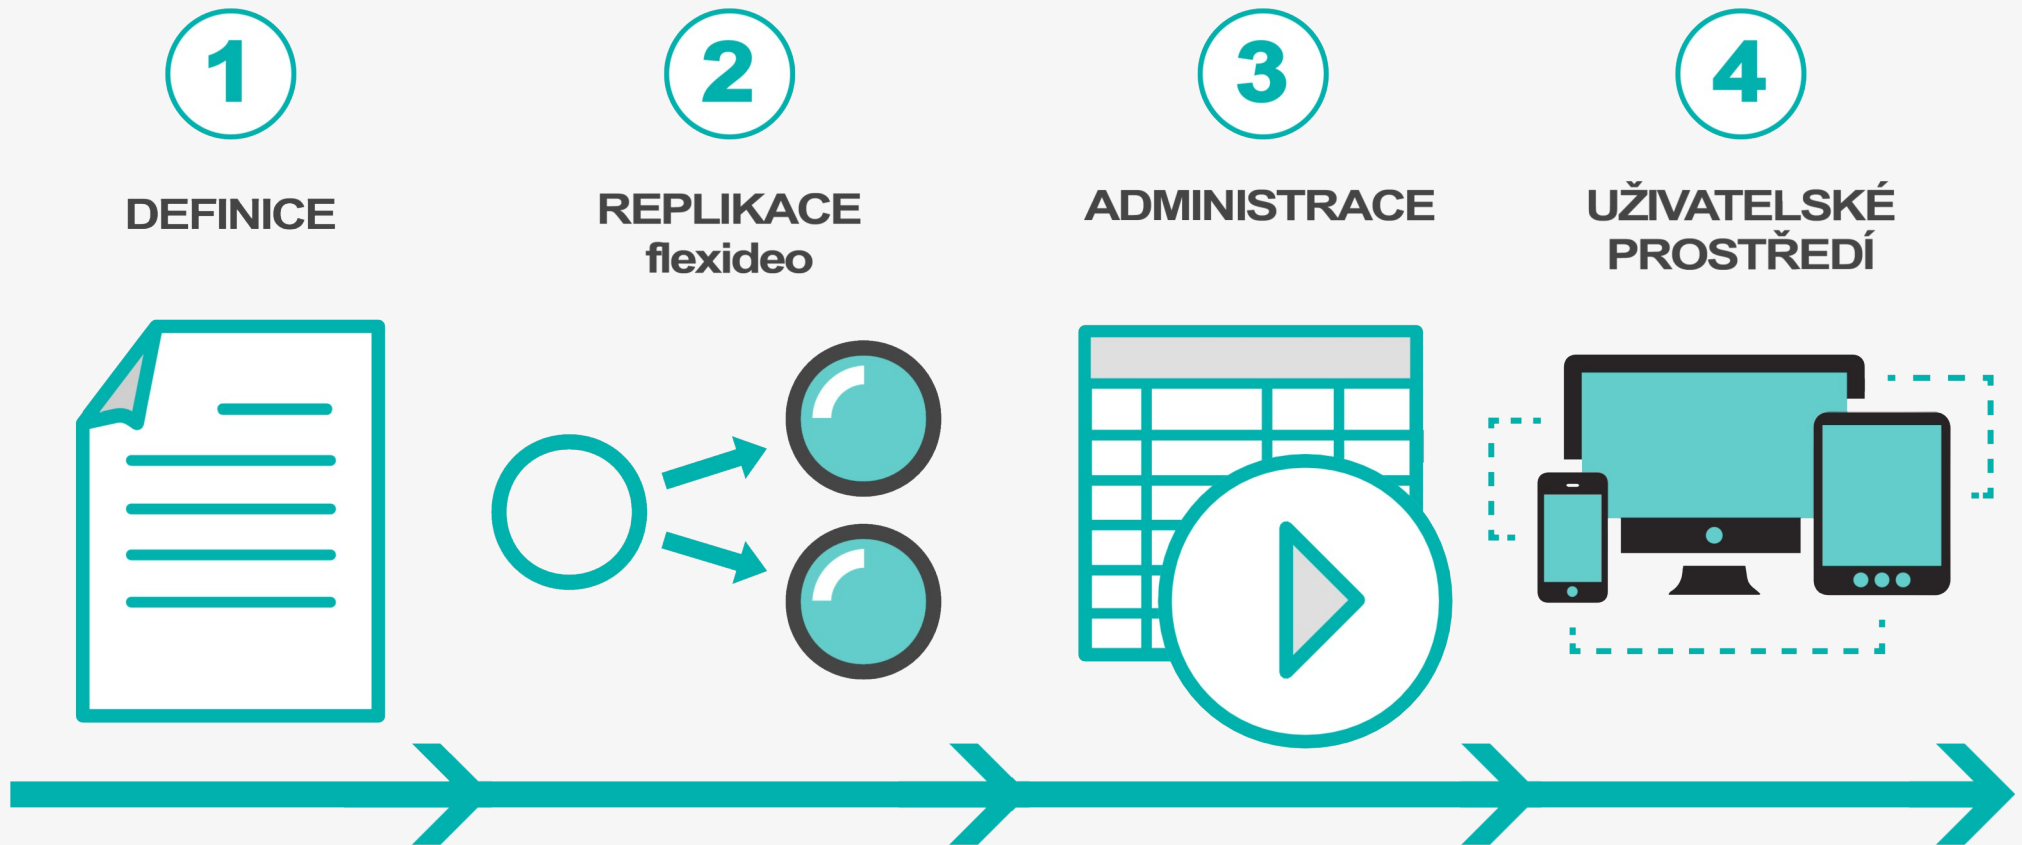 1
DEFINICE
2
REPLIKACE
flexideo
3
ADMINISTRACE
4
UŽIVATELSKÉ
PROSTŘEDÍ